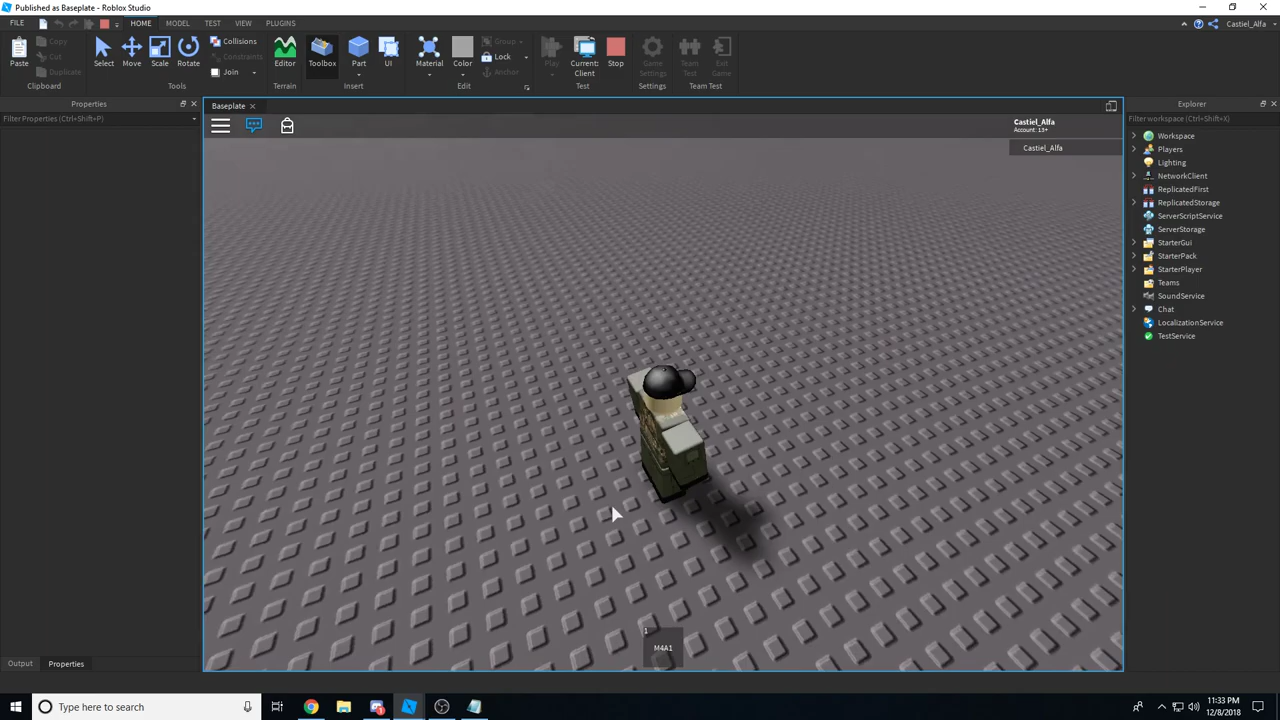 Published as Baseplate - Roblox Studio
FILE HOME MODEL TEST VIEW PLUGINS Castiel_Alfa
Paste Copy Cut Duplicate
Select Move Scale Rotate Collisions Constraints Join
Editor Toolbox Part UI
Material Color Group Lock Anchor
Play Current: Client Stop
Game Settings Team Test Exit Game
Clipboard Tools Terrain Insert Edit Test Settings Team Test
Properties
Filter Properties (Ctrl+Shift+P)
Baseplate
Castiel_Alfa
Account: 13+
Castiel_Alfa
1
M4A1
Explorer
Filter workspace (Ctrl+Shift+X)
Workspace
Players
Lighting
NetworkClient
ReplicatedFirst
ReplicatedStorage
ServerScriptService
ServerStorage
StarterGui
StarterPack
StarterPlayer
Teams
SoundService
Chat
LocalizationService
TestService
Output Properties
Type here to search
11:33 PM
12/8/2018